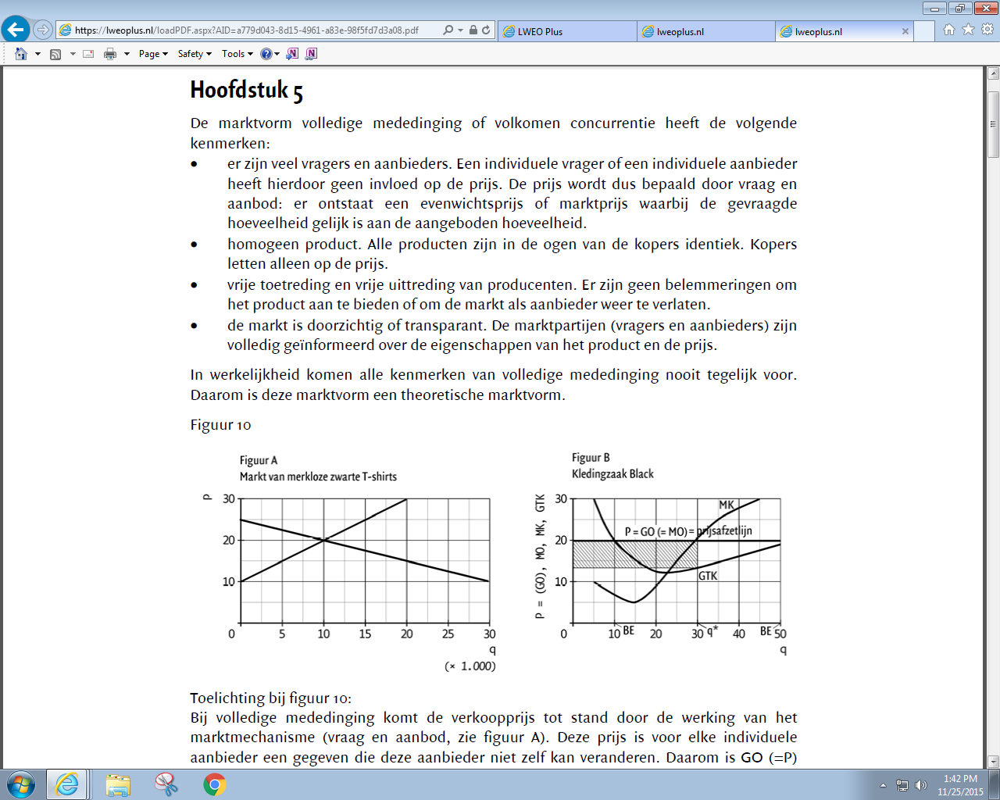 https://lweoplus.nl/loadPDF.aspx?AID=a779d043-8d15-4961-a83e-98f5fd7d3a08.pdf
LWEO Plus
lweoplus.nl
lweoplus.nl
Page Safety Tools
Hoofdstuk 5
De marktvorm volledige mededinging of volkomen concurrentie heeft de volgende
kenmerken:
• er zijn veel vragers en aanbieders. Een individuele vrager of een individuele aanbieder
heeft hierdoor geen invloed op de prijs. De prijs wordt dus bepaald door vraag en
aanbod: er ontstaat een evenwichtsprijs of marktprijs waarbij de gevraagde
hoeveelheid gelijk is aan de aangeboden hoeveelheid.
• homogeen product. Alle producten zijn in de ogen van de kopers identiek. Kopers
letten alleen op de prijs.
• vrije toetreding en vrije uittreding van producenten. Er zijn geen belemmeringen om
het product aan te bieden of om de markt als aanbieder weer te verlaten.
• de markt is doorzichtig of transparant. De marktpartijen (vragers en aanbieders) zijn
volledig geïnformeerd over de eigenschappen van het product en de prijs.
In werkelijkheid komen alle kenmerken van volledige mededinging nooit tegelijk voor.
Daarom is deze marktvorm een theoretische marktvorm.
Figuur 10
Figuur A
Markt van merkloze zwarte T-shirts
P
30
20
10
0 5 10 15 20 25 30
q
(× 1.000)
Figuur B
Kledingzaak Black
P = (GO), MO, MK, GTK
30
20
10
MK
P = GO (= MO) = prijsafzetlijn
GTK
0 10 BE 20 30 q* 40 BE 50
q
Toelichting bij figuur 10:
Bij volledige mededinging komt de verkoopprijs tot stand door de werking van het
marktmechanisme (vraag en aanbod, zie figuur A). Deze prijs is voor elke individuele
aanbieder een gegeven die deze aanbieder niet zelf kan veranderen. Daarom is GO (=P)
1:42 PM
11/25/2015